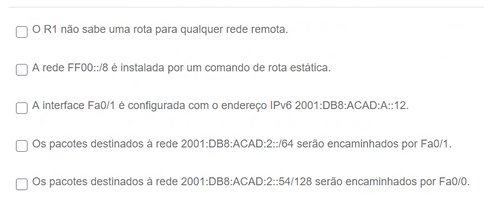 O R1 não sabe uma rota para qualquer rede remota.
A rede FF00::/8 é instalada por um comando de rota estática.
A interface Fa0/1 é configurada com o endereço IPv6 2001:DB8:ACAD:A::12.
Os pacotes destinados à rede 2001:DB8:ACAD:2::/64 serão encaminhados por Fa0/1.
Os pacotes destinados à rede 2001:DB8:ACAD:2::54/128 serão encaminhados por Fa0/0.